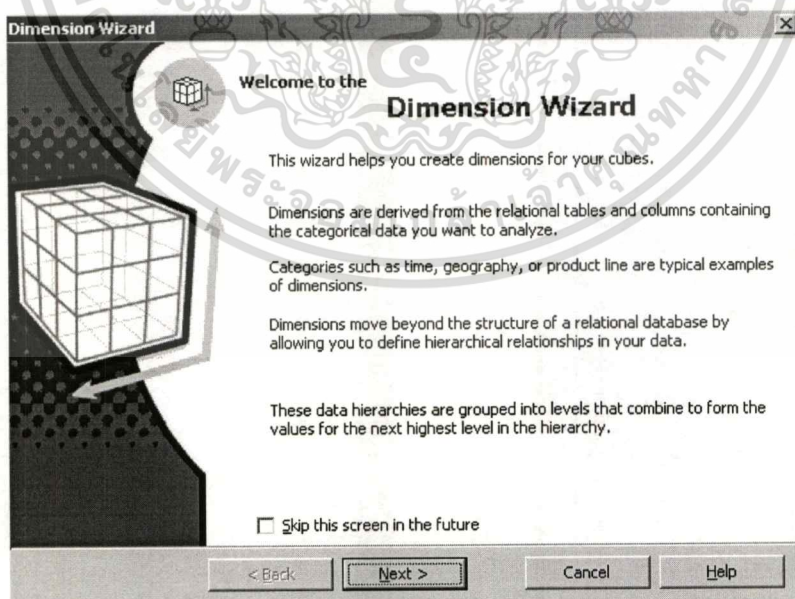 Dimension Wizard
Welcome to the
Dimension Wizard
This wizard helps you create dimensions for your cubes.
Dimensions are derived from the relational tables and columns containing
the categorical data you want to analyze.
Categories such as time, geography, or product line are typical examples
of dimensions.
Dimensions move beyond the structure of a relational database by
allowing you to define hierarchical relationships in your data.
These data hierarchies are grouped into levels that combine to form the
values for the next highest level in the hierarchy.
Skip this screen in the future
< Back
Next >
Cancel
Help